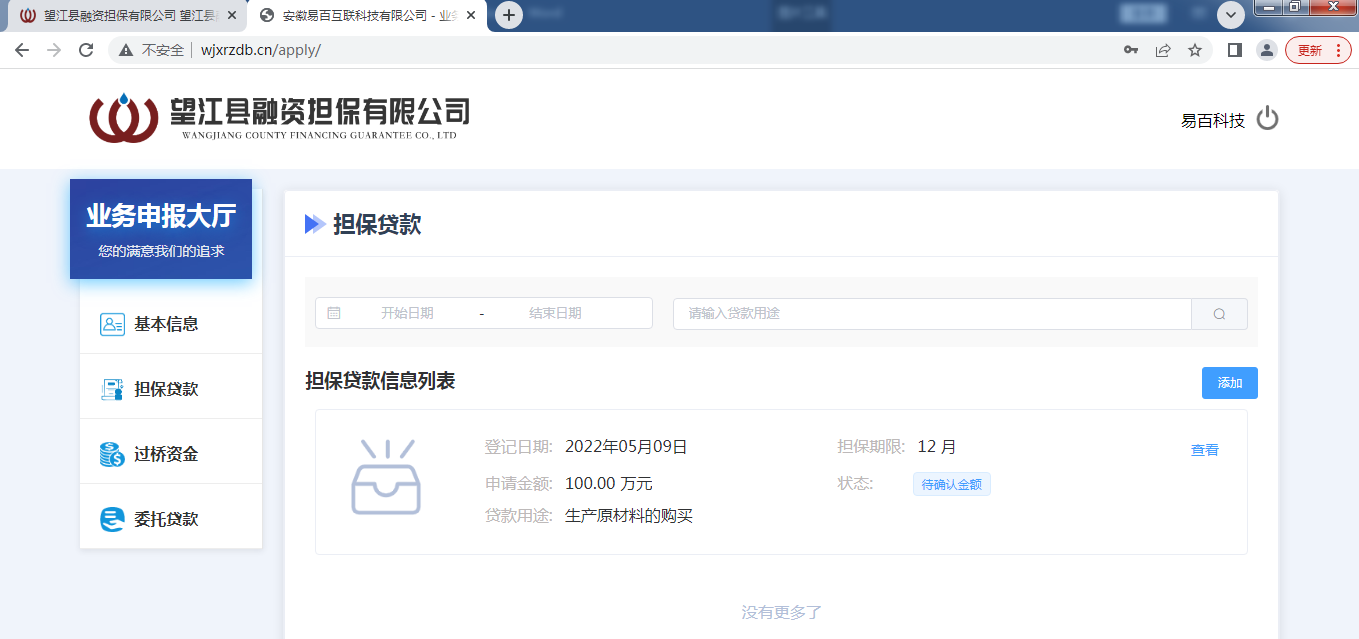 望江县融资担保有限公司 望江县
安徽易百互联科技有限公司 - 业
不安全
wjxrzdb.cn/apply/
更新
望江县融资担保有限公司
WANGJIANG COUNTY FINANCING GUARANTEE CO., LTD
易百科技
业务申报大厅
您的满意我们的追求
基本信息
担保贷款
过桥资金
委托贷款
担保贷款
开始日期 - 结束日期
请输入贷款用途
担保贷款信息列表
添加
登记日期: 2022年05月09日 担保期限: 12 月
查看
申请金额: 100.00 万元 状态: 待确认金额
贷款用途: 生产原材料的购买
没有更多了